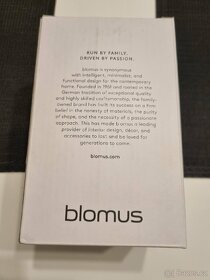 RUN BY FAMILY.
DRIVEN BY PASSION.
blomus is synonymous
with intelligent, minimalist, and
functional design for the contemporary
home. Founded in 1961 and rooted in the
German tradition of exceptional quality
and highly skilled craftsmanship, the family-
owned brand has built its success on a firm
belief in the honesty of materials, the purity
of shape, and the necessity of a passionate
approach. This has made blomus a leading
provider of interior design, décor, and
accessories to last and be loved for
generations to come.
blomus.com
blomus